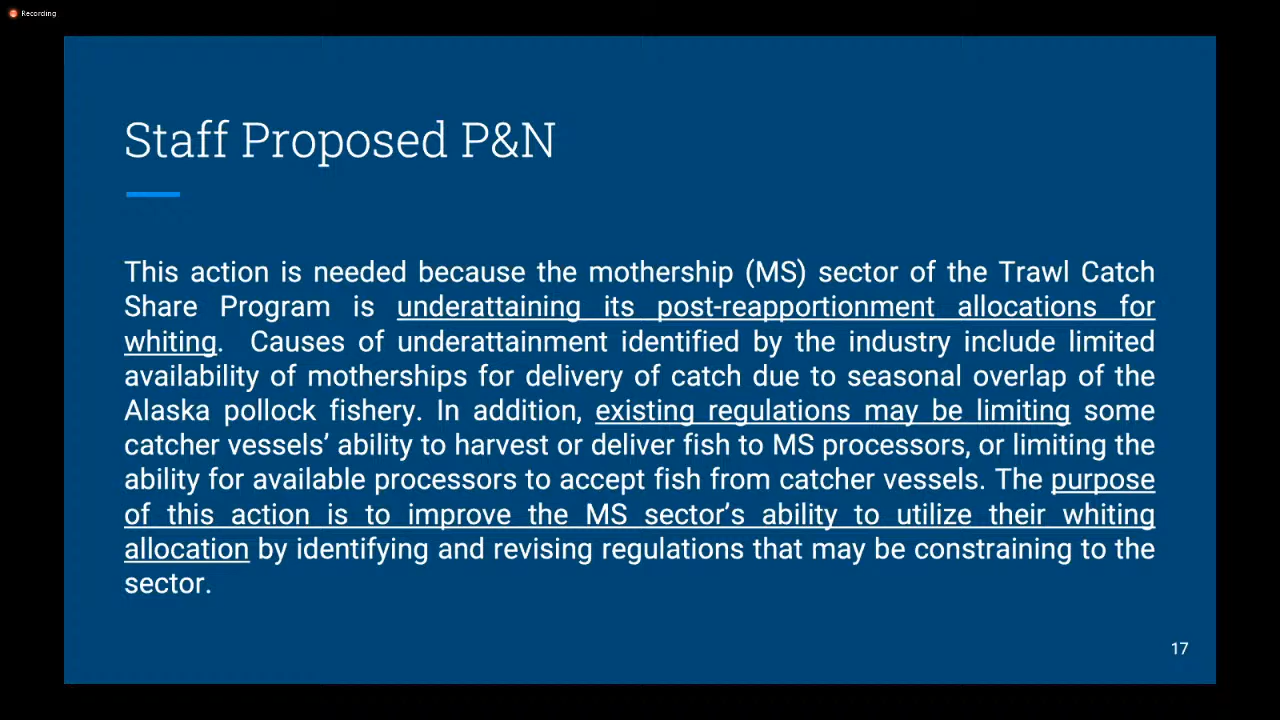 Recording
Staff Proposed P&N
This action is needed because the mothership (MS) sector of the Trawl Catch
Share Program is underattaining its post-reapportionment allocations for
whiting.  Causes of underattainment identified by the industry include limited
availability of motherships for delivery of catch due to seasonal overlap of the
Alaska pollock fishery. In addition, existing regulations may be limiting some
catcher vessels’ ability to harvest or deliver fish to MS processors, or limiting the
ability for available processors to accept fish from catcher vessels. The purpose
of this action is to improve the MS sector’s ability to utilize their whiting
allocation by identifying and revising regulations that may be constraining to the
sector.
17